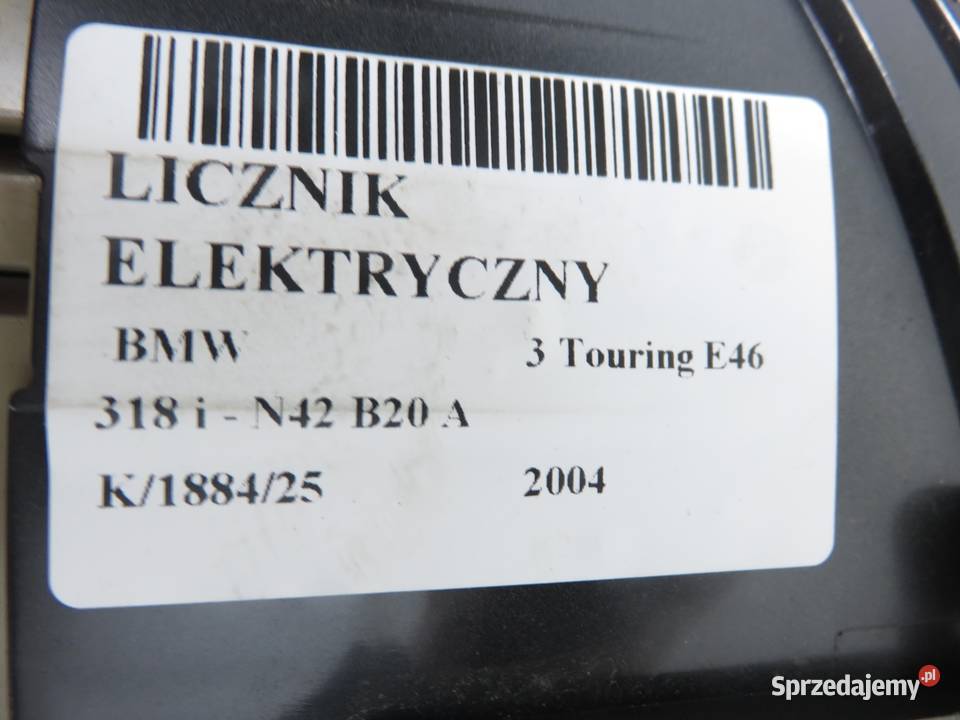 LICZNIK
ELEKTRYCZNY
BMW 3 Touring E46
318 i - N42 B20 A
K/1884/25 2004
Sprzedajemy.pl